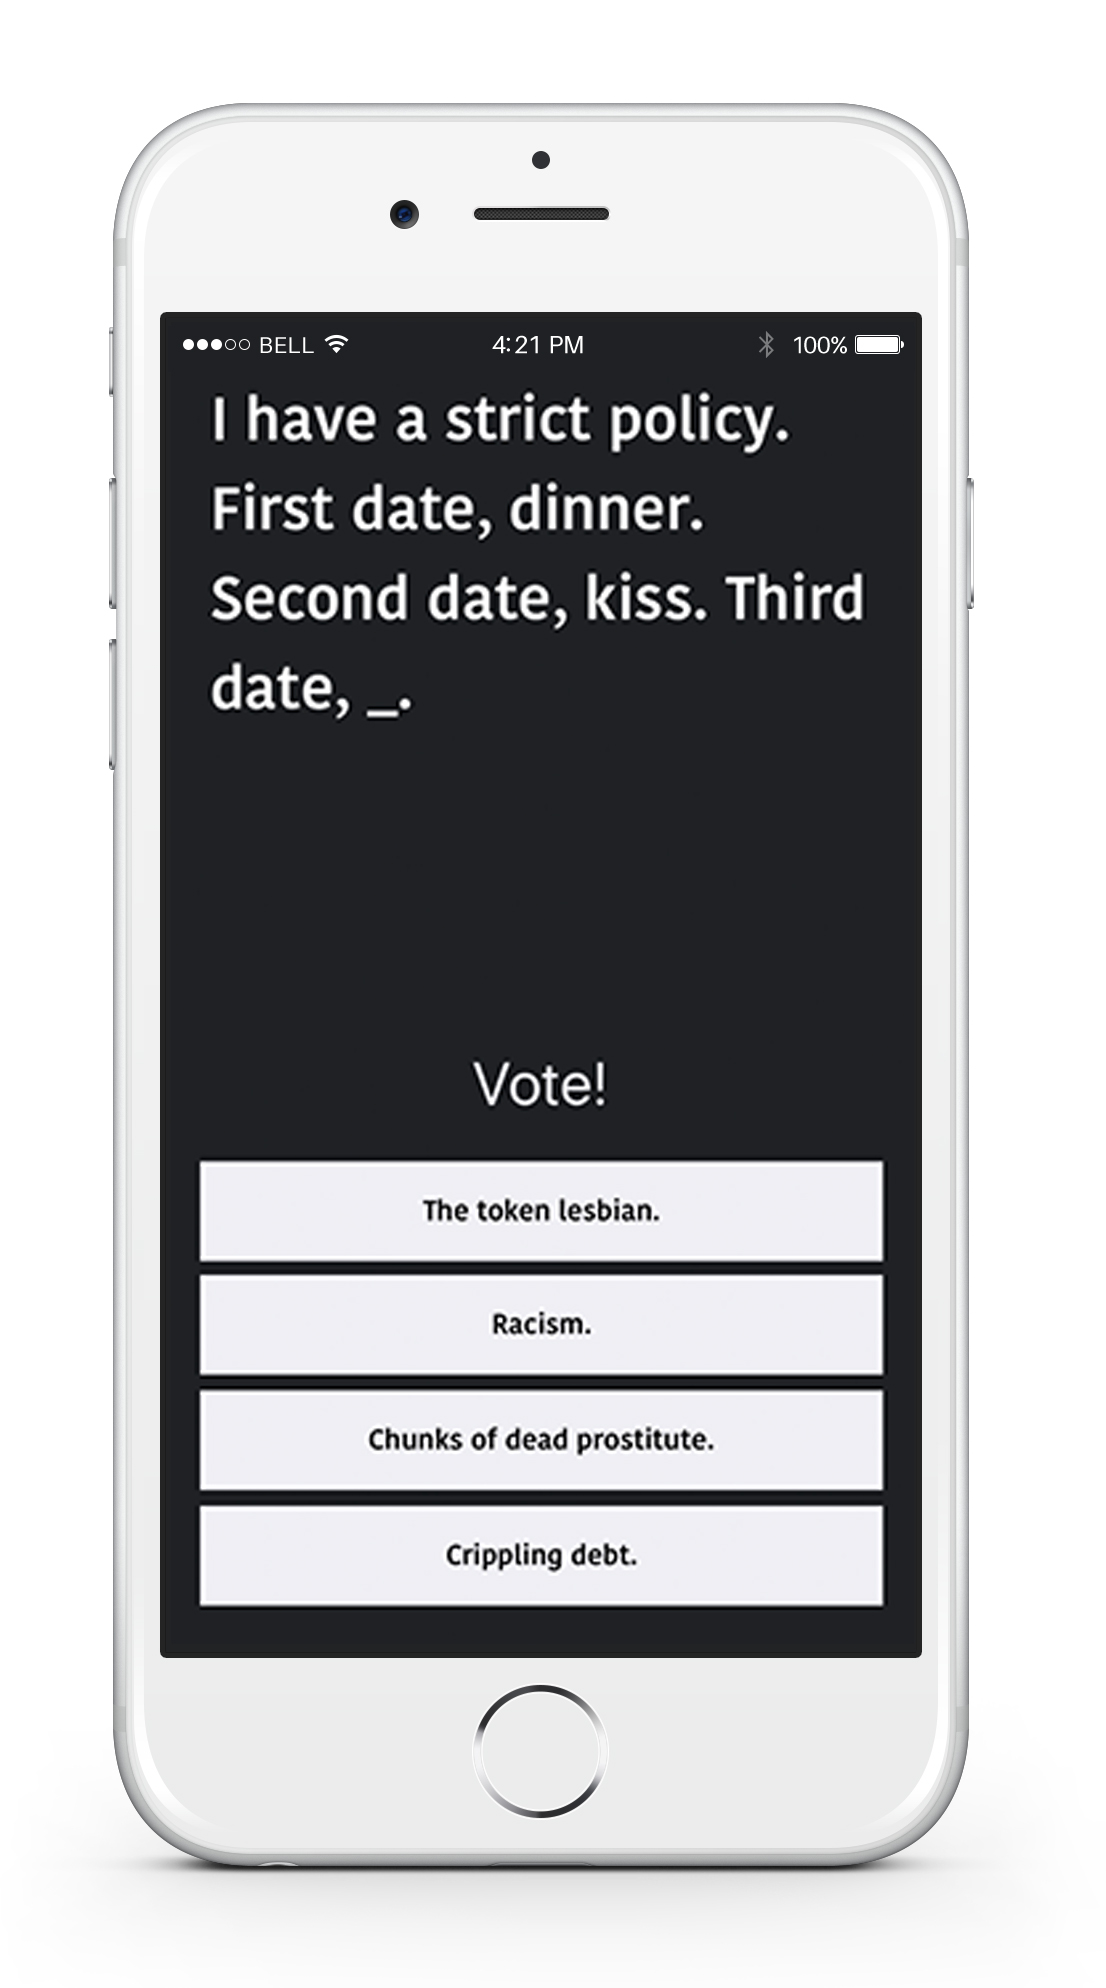 BELL 4:21 PM 100%
I have a strict policy.
First date, dinner.
Second date, kiss. Third
date, _.
Vote!
The token lesbian.
Racism.
Chunks of dead prostitute.
Crippling debt.